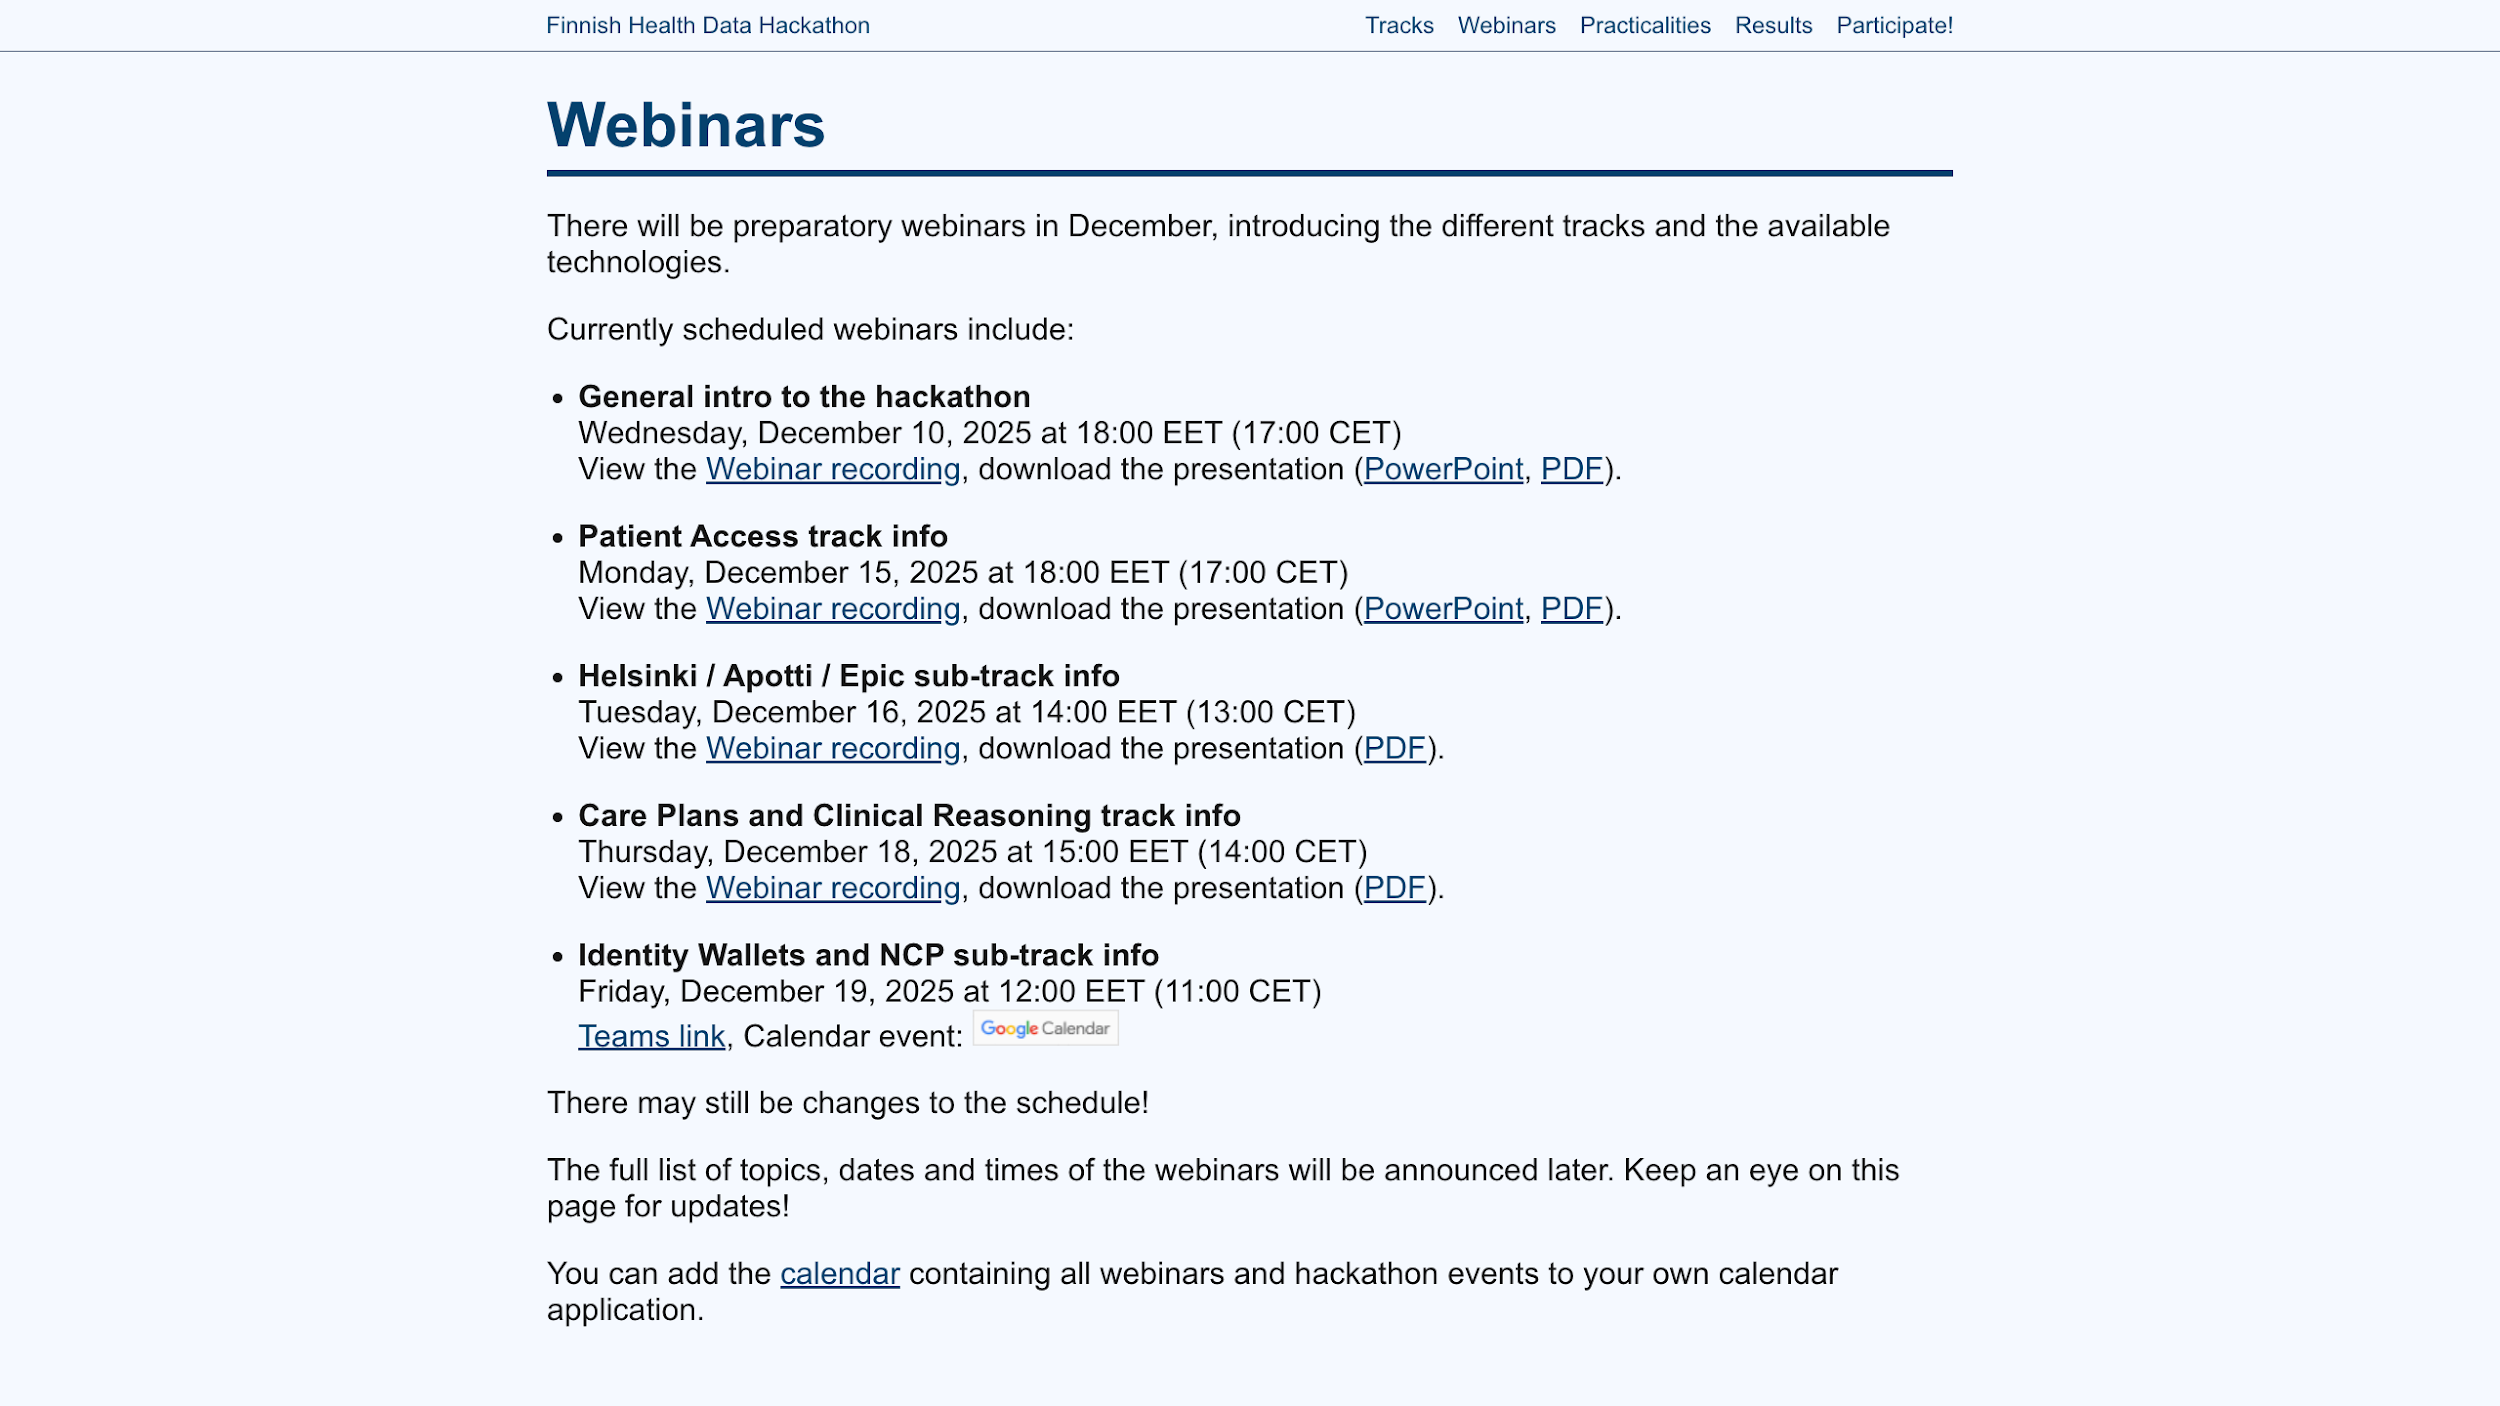 Finnish Health Data Hackathon
Tracks Webinars Practicalities Results Participate!
Webinars
There will be preparatory webinars in December, introducing the different tracks and the available
technologies.
Currently scheduled webinars include:
• General intro to the hackathon
Wednesday, December 10, 2025 at 18:00 EET (17:00 CET)
View the Webinar recording, download the presentation (PowerPoint, PDF).
• Patient Access track info
Monday, December 15, 2025 at 18:00 EET (17:00 CET)
View the Webinar recording, download the presentation (PowerPoint, PDF).
• Helsinki / Apotti / Epic sub-track info
Tuesday, December 16, 2025 at 14:00 EET (13:00 CET)
View the Webinar recording, download the presentation (PDF).
• Care Plans and Clinical Reasoning track info
Thursday, December 18, 2025 at 15:00 EET (14:00 CET)
View the Webinar recording, download the presentation (PDF).
• Identity Wallets and NCP sub-track info
Friday, December 19, 2025 at 12:00 EET (11:00 CET)
Teams link, Calendar event: Google Calendar
There may still be changes to the schedule!
The full list of topics, dates and times of the webinars will be announced later. Keep an eye on this
page for updates!
You can add the calendar containing all webinars and hackathon events to your own calendar
application.